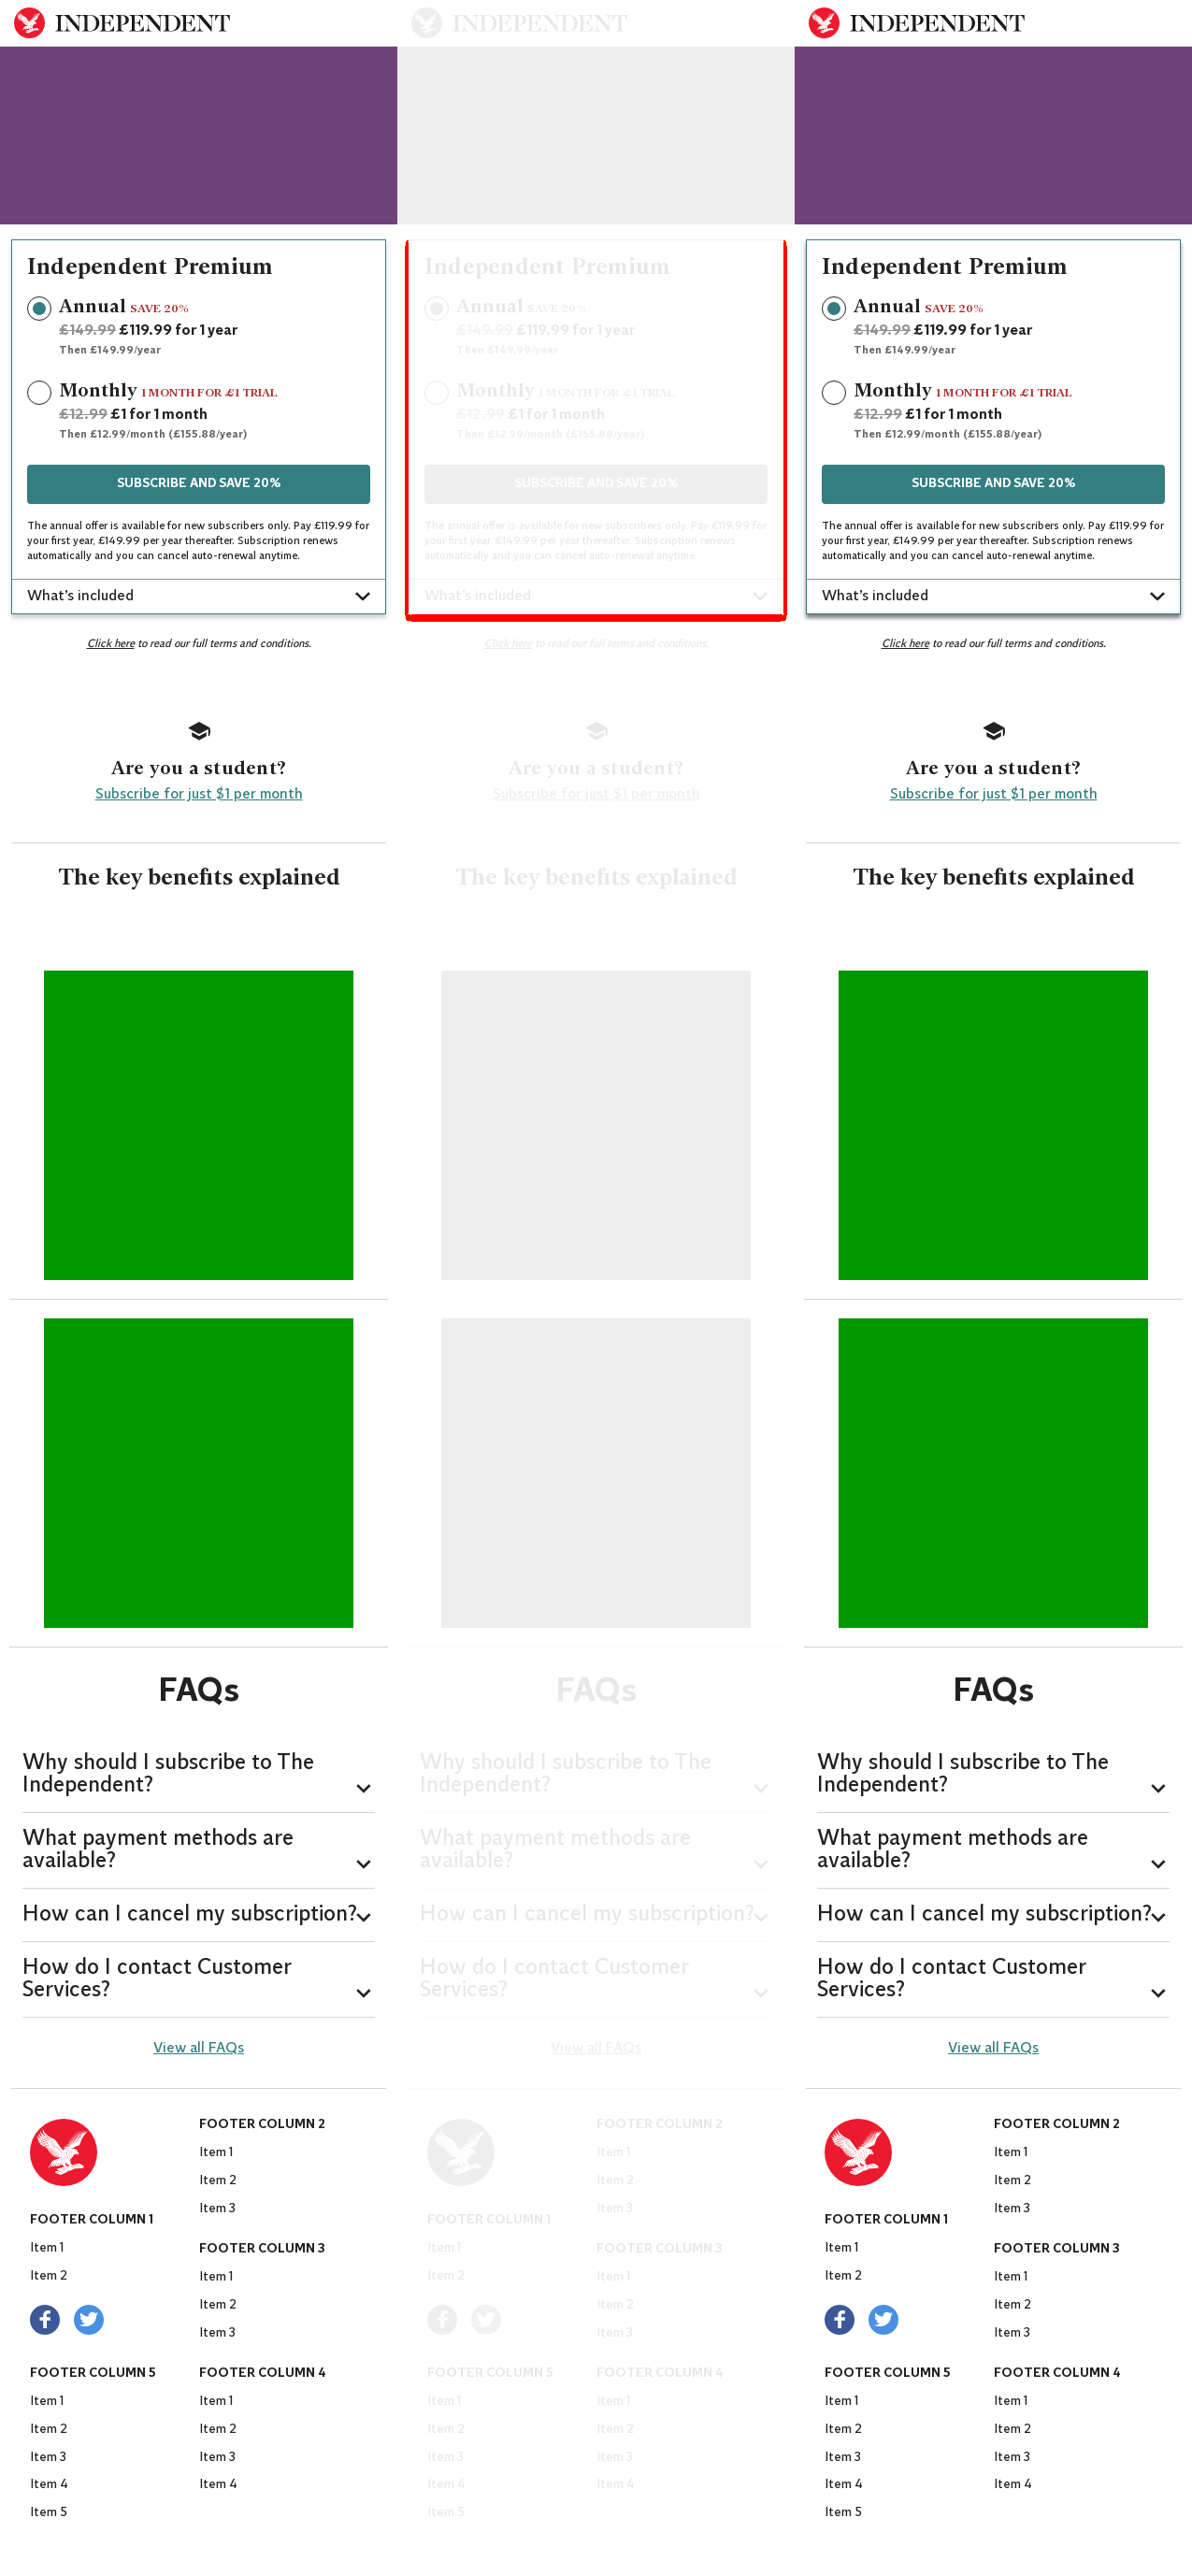 INDEPENDENT
Independent Premium
Annual SAVE 20%
£149.99 £119.99 for 1 year
Then £149.99/year
Monthly 1 MONTH FOR £1 TRIAL
£12.99 £1 for 1 month
Then £12.99/month (£155.88/year)
SUBSCRIBE AND SAVE 20%
The annual offer is available for new subscribers only. Pay £119.99 for
your first year, £149.99 per year thereafter. Subscription renews
automatically and you can cancel auto-renewal anytime.
What's included
Click here to read our full terms and conditions.
Are you a student?
Subscribe for just $1 per month
The key benefits explained
FAQs
Why should I subscribe to The
Independent?
What payment methods are
available?
How can I cancel my subscription?
How do I contact Customer
Services?
View all FAQs
FOOTER COLUMN 1
Item 1
Item 2
FOOTER COLUMN 5
Item 1
Item 2
Item 3
Item 4
Item 5
FOOTER COLUMN 2
Item 1
Item 2
Item 3
FOOTER COLUMN 3
Item 1
Item 2
Item 3
FOOTER COLUMN 4
Item 1
Item 2
Item 3
Item 4
INDEPENDENT
Independent Premium
Annual SAVE 20%
£149.99 £119.99 for 1 year
Then £149.99/year
Monthly 1 MONTH FOR £1 TRIAL
£12.99 £1 for 1 month
Then £12.99/month (£155.88/year)
SUBSCRIBE AND SAVE 20%
The annual offer is available for new subscribers only. Pay £119.99 for
your first year, £149.99 per year thereafter. Subscription renews
automatically and you can cancel auto-renewal anytime.
What's included
Click here to read our full terms and conditions.
Are you a student?
Subscribe for just $1 per month
The key benefits explained
FAQs
Why should I subscribe to The
Independent?
What payment methods are
available?
How can I cancel my subscription?
How do I contact Customer
Services?
View all FAQs
FOOTER COLUMN 1
Item 1
Item 2
FOOTER COLUMN 5
Item 1
Item 2
Item 3
Item 4
Item 5
FOOTER COLUMN 2
Item 1
Item 2
Item 3
FOOTER COLUMN 3
Item 1
Item 2
Item 3
FOOTER COLUMN 4
Item 1
Item 2
Item 3
Item 4
INDEPENDENT
Independent Premium
Annual SAVE 20%
£149.99 £119.99 for 1 year
Then £149.99/year
Monthly 1 MONTH FOR £1 TRIAL
£12.99 £1 for 1 month
Then £12.99/month (£155.88/year)
SUBSCRIBE AND SAVE 20%
The annual offer is available for new subscribers only. Pay £119.99 for
your first year, £149.99 per year thereafter. Subscription renews
automatically and you can cancel auto-renewal anytime.
What's included
Click here to read our full terms and conditions.
Are you a student?
Subscribe for just $1 per month
The key benefits explained
FAQs
Why should I subscribe to The
Independent?
What payment methods are
available?
How can I cancel my subscription?
How do I contact Customer
Services?
View all FAQs
FOOTER COLUMN 1
Item 1
Item 2
FOOTER COLUMN 5
Item 1
Item 2
Item 3
Item 4
Item 5
FOOTER COLUMN 2
Item 1
Item 2
Item 3
FOOTER COLUMN 3
Item 1
Item 2
Item 3
FOOTER COLUMN 4
Item 1
Item 2
Item 3
Item 4